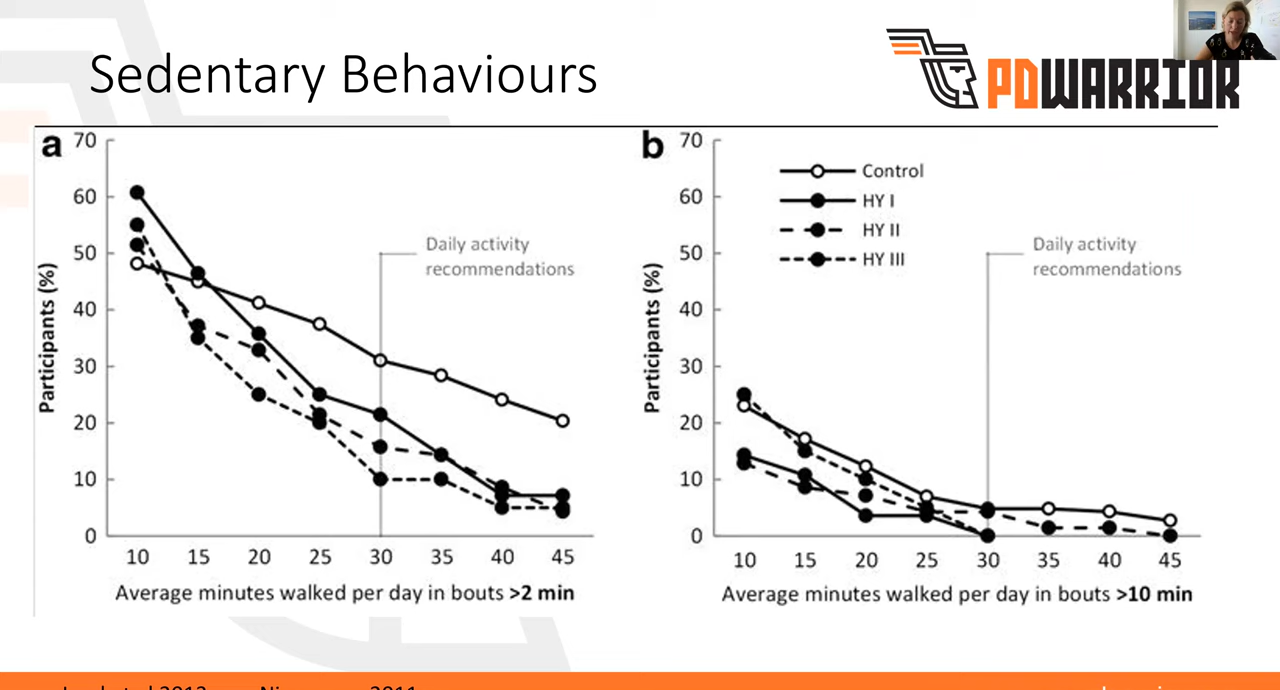 Sedentary Behaviours
PDWARRIOR
a
70
60
50
40
30
20
10
0
Participants (%)
Daily activity
recommendations
10 15 20 25 30 35 40 45
Average minutes walked per day in bouts >2 min
b
70
60
50
40
30
20
10
0
Participants (%)
Control
HY I
HY II
HY III
Daily activity
recommendations
10 15 20 25 30 35 40 45
Average minutes walked per day in bouts >10 min